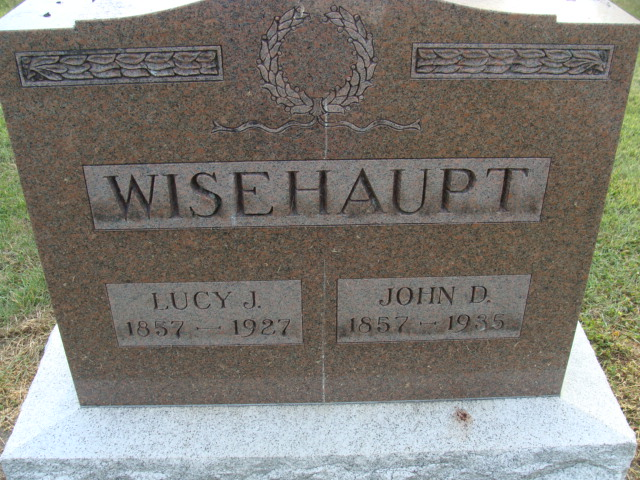 WISEHAUPT
LUCY J.
1857 — 1927
JOHN D.
1857 — 1935